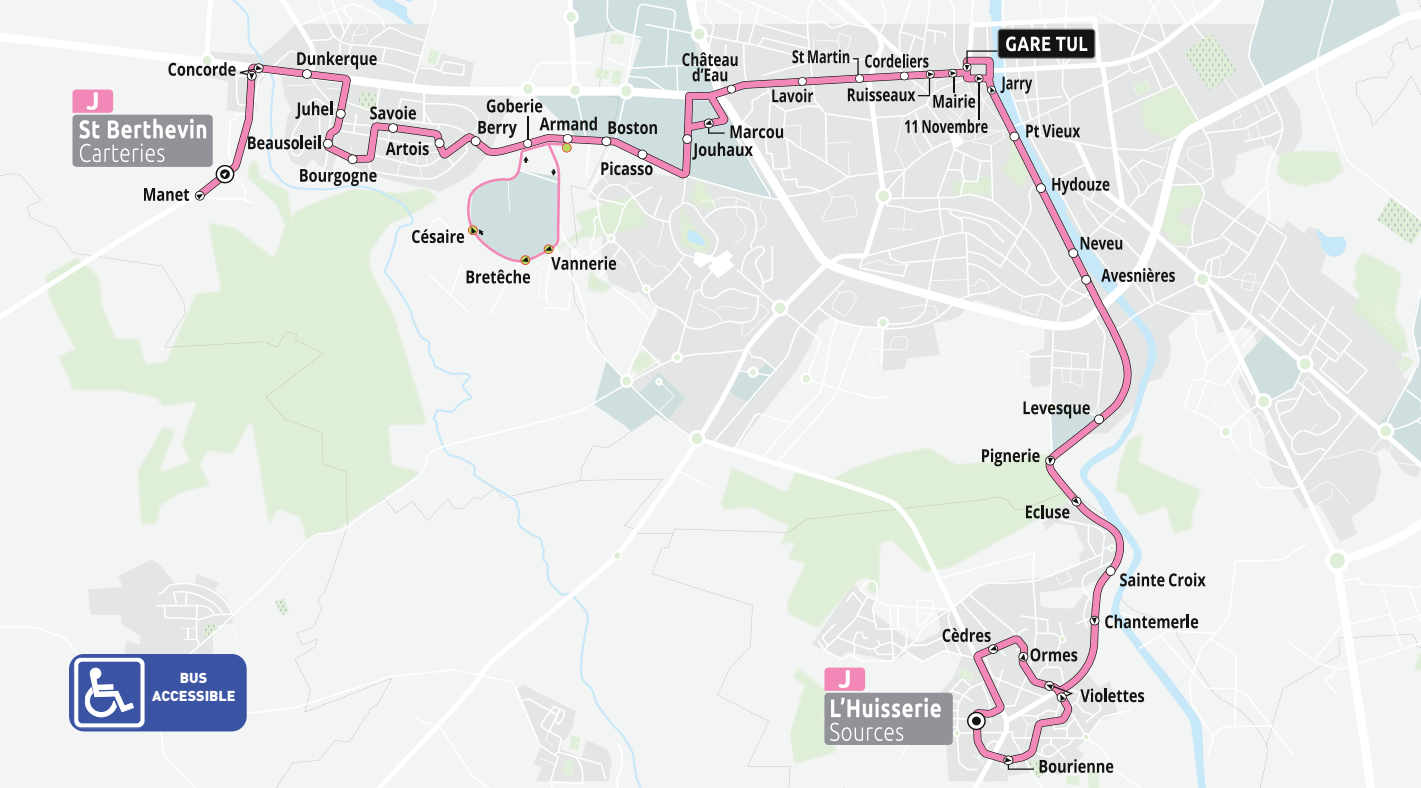 Concorde
Dunkerque
J
St Berthevin
Carteries
Manet
Juhel
Beausoleil
Bourgogne
Savoie
Artois
Berry
Goberie
Armand
Boston
Picasso
Césaire
Bretêche
Vannerie
Château
d'Eau
Marcou
Jouhaux
Lavoir
St Martin
Cordeliers
Ruisseaux
Mairie
11 Novembre
GARE TUL
Jarry
Pt Vieux
Hydouze
Neveu
Avesnières
Levesque
Pignerie
Ecluse
Sainte Croix
Chantemerle
Cèdres
Ormes
Violettes
J
L'Huisserie
Sources
Bourienne
BUS
ACCESSIBLE